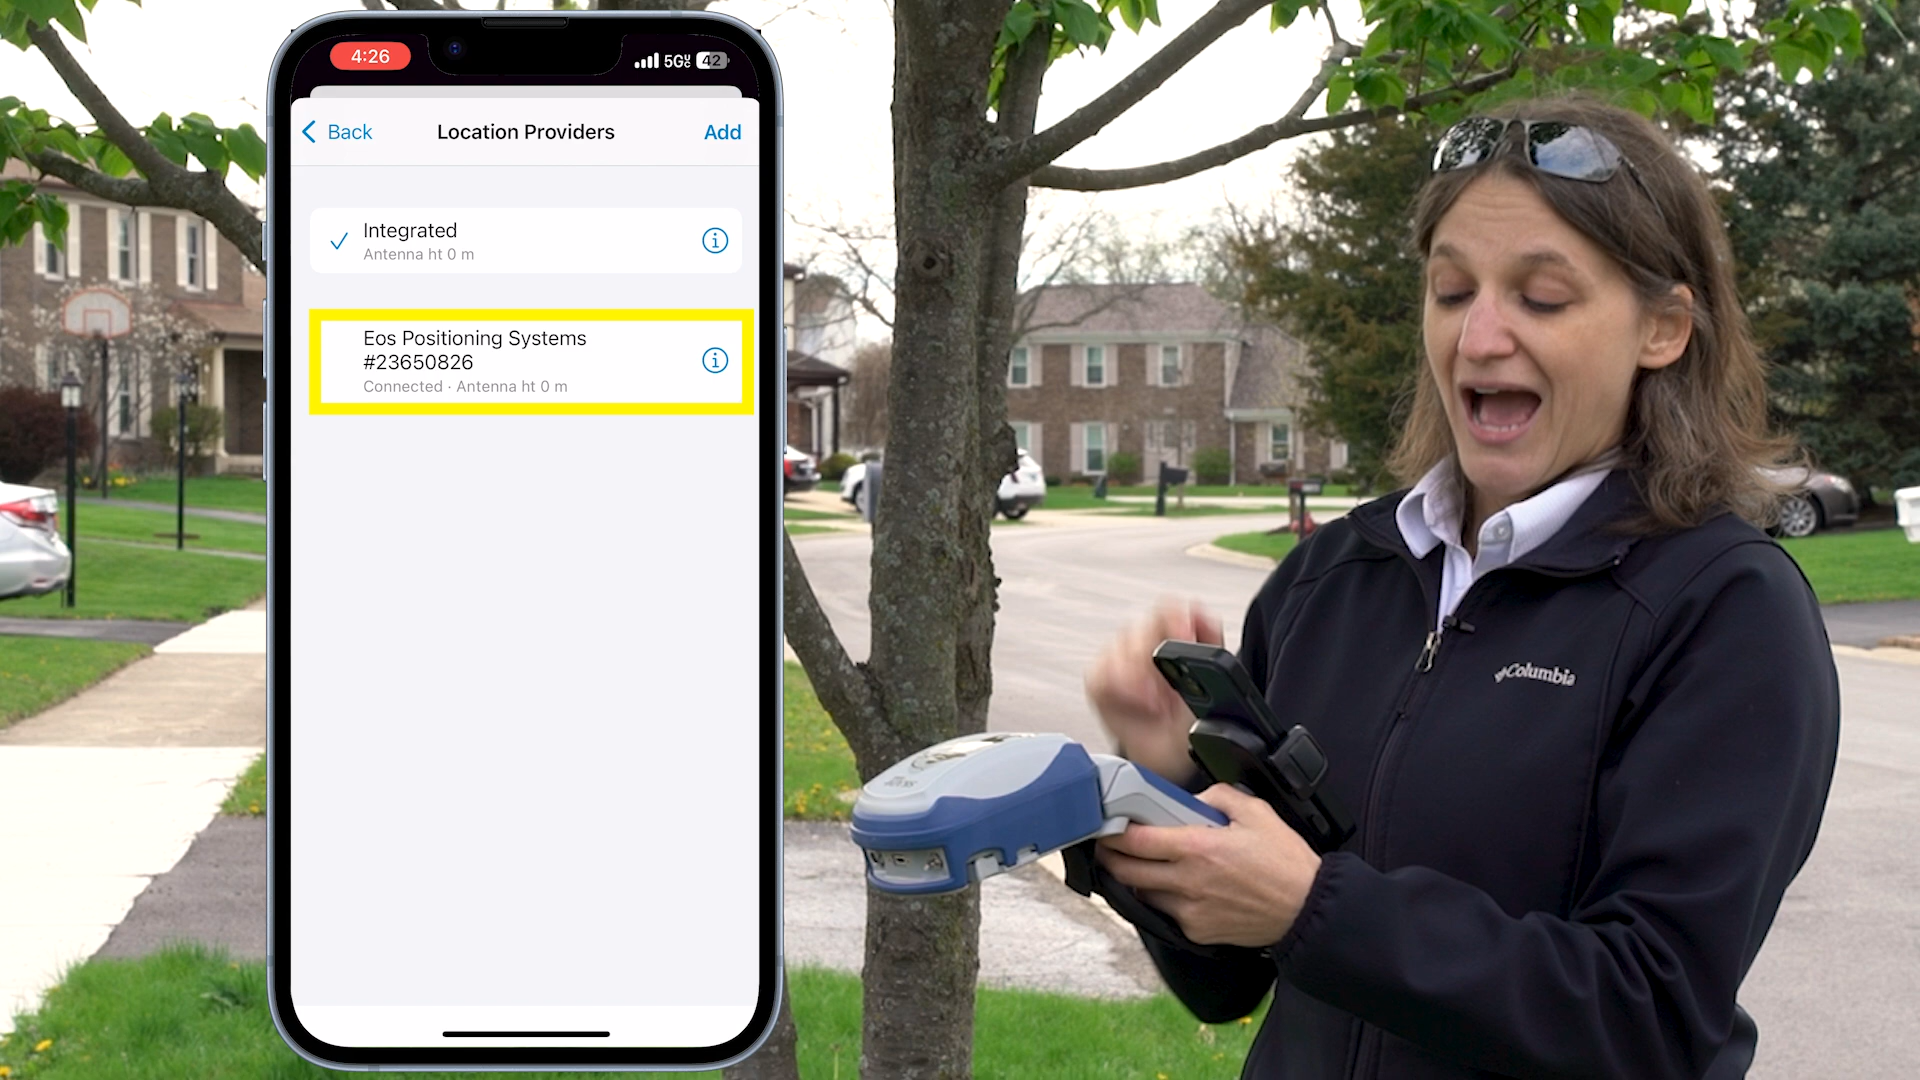 4:26
5G
42
Back
Location Providers
Add
Integrated
Antenna ht 0 m
Eos Positioning Systems
#23650826
Connected · Antenna ht 0 m
Columbia